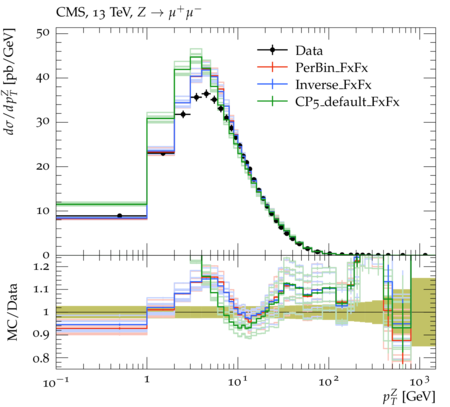 CMS, 13 TeV, Z → μ⁺μ⁻
dσ/dp_T^Z [pb/GeV]
50
40
30
20
10
0
Data
PerBin_FxFx
Inverse_FxFx
CP5_default_FxFx
MC/Data
1.2
1.1
1
0.9
0.8
10⁻¹
1
10¹
10²
10³
p_T^Z [GeV]